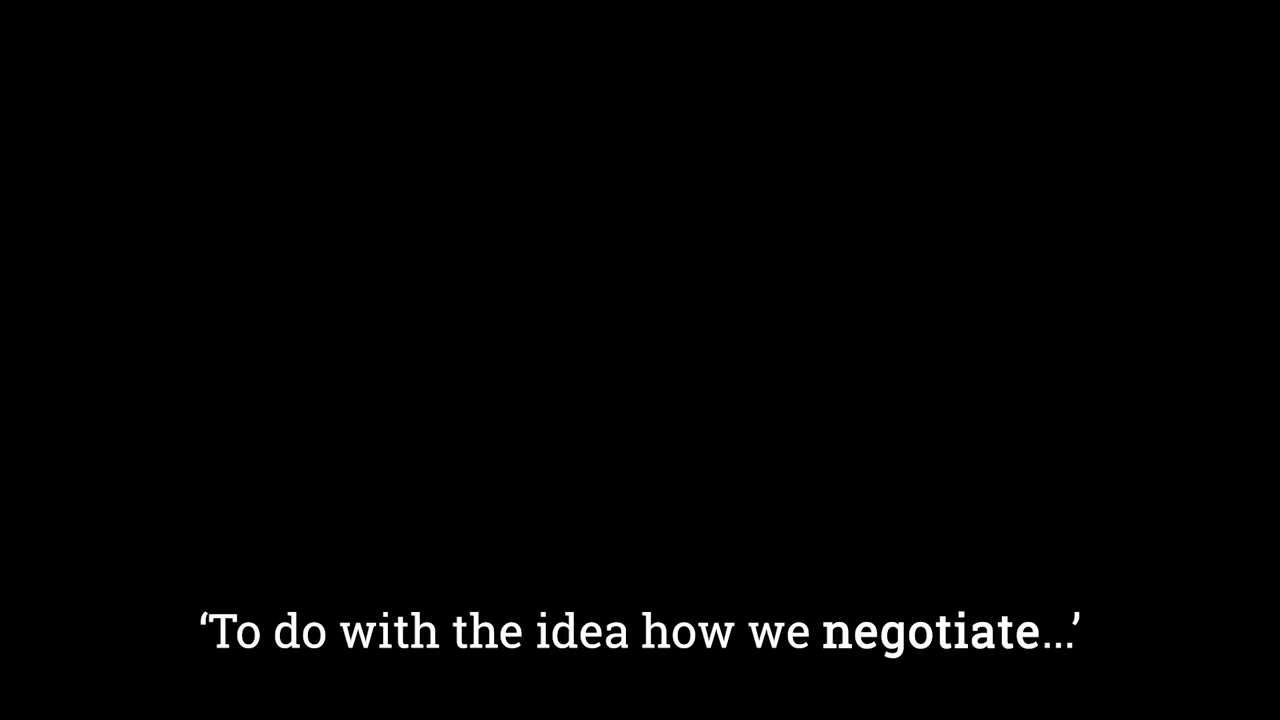 ‘To do with the idea how we negotiate...’